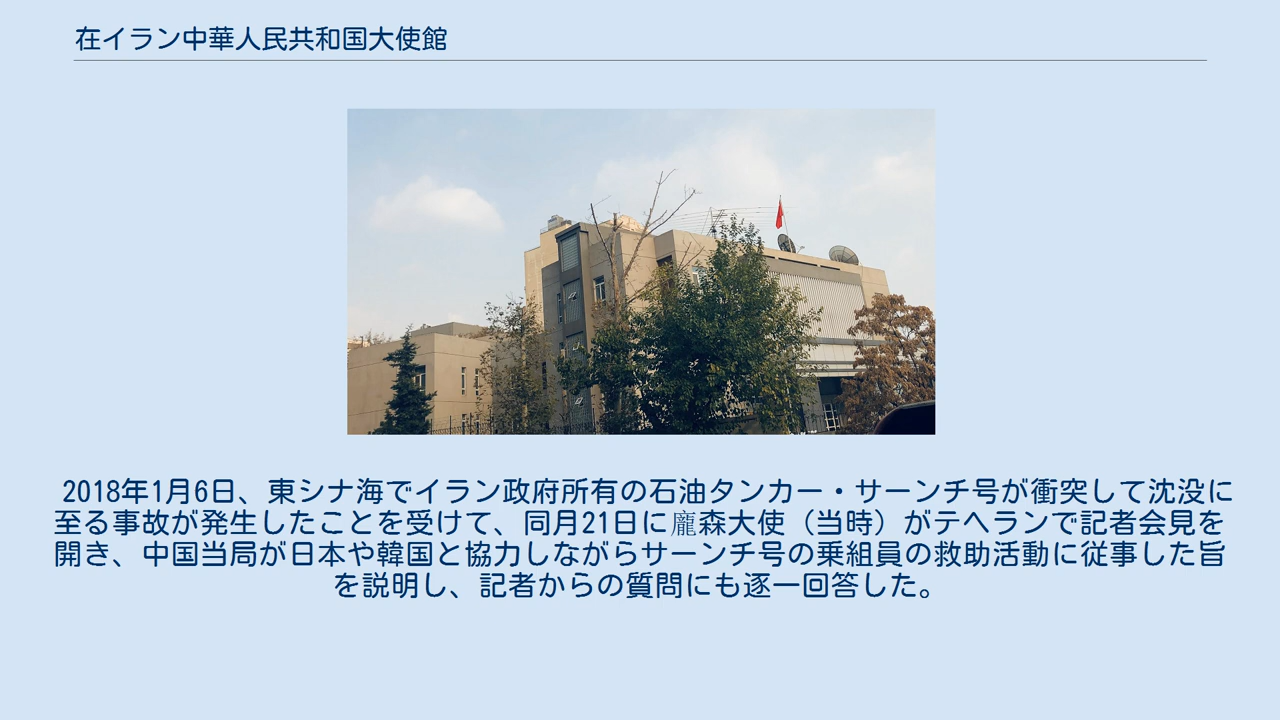 在イラン中華人民共和国大使館
2018年1月6日、東シナ海でイラン政府所有の石油タンカー・サーンチ号が衝突して沈没に
至る事故が発生したことを受けて、同月21日に龐森大使（当時）がテヘランで記者会見を
開き、中国当局が日本や韓国と協力しながらサーンチ号の乗組員の救助活動に従事した旨
を説明し、記者からの質問にも逐一回答した。